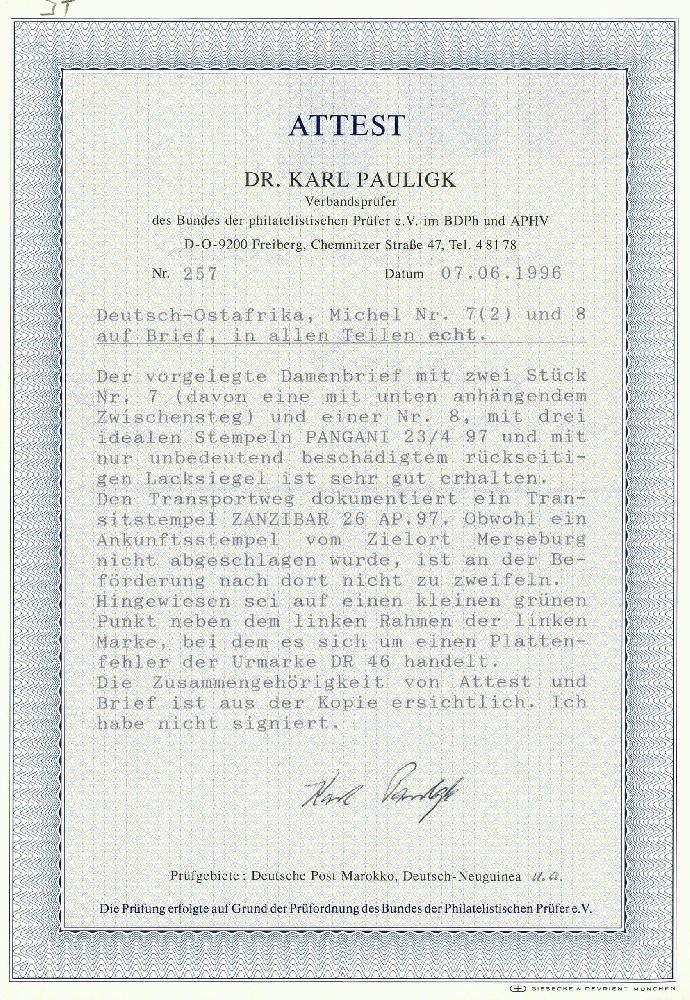 ATTEST
DR. KARL PAULIGK
Verbandsprüfer
des Bundes der philatelistischen Prüfer e.V. im BDPh und APHV
D-O-9200 Freiberg, Chemnitzer Straße 47, Tel. 4 81 78
Nr. 257 Datum 07.06.1996
Deutsch-Ostafrika, Michel Nr. 7(2) und 8
auf Brief, in allen Teilen echt.
Der vorgelegte Damenbrief mit zwei Stück
Nr. 7 (davon eine mit unten anhängendem
Zwischensteg) und einer Nr. 8, mit drei
idealen Stempeln PANGANI 23/4 97 und mit
nur unbedeutend beschädigtem rückseiti-
gen Lacksiegel ist sehr gut erhalten.
Den Transportweg dokumentiert ein Tran-
sitstempel ZANZIBAR 26 AP.97. Obwohl ein
Ankunftsstempel vom Zielort Merseburg
nicht abgeschlagen wurde, ist an der Be-
förderung nach dort nicht zu zweifeln.
Hingewiesen sei auf einen kleinen grünen
Punkt neben dem linken Rahmen der linken
Marke, bei dem es sich um einen Platten-
fehler der Urmarke DR 46 handelt.
Die Zusammengehörigkeit von Attest und
Brief ist aus der Kopie ersichtlich. Ich
habe nicht signiert.
Karl Pauligk
Prüfgebiete: Deutsche Post Marokko, Deutsch-Neuguinea u.a.
Die Prüfung erfolgte auf Grund der Prüfordnung des Bundes der Philatelistischen Prüfer e.V.
GIESECKE & DEVRIENT MÜNCHEN